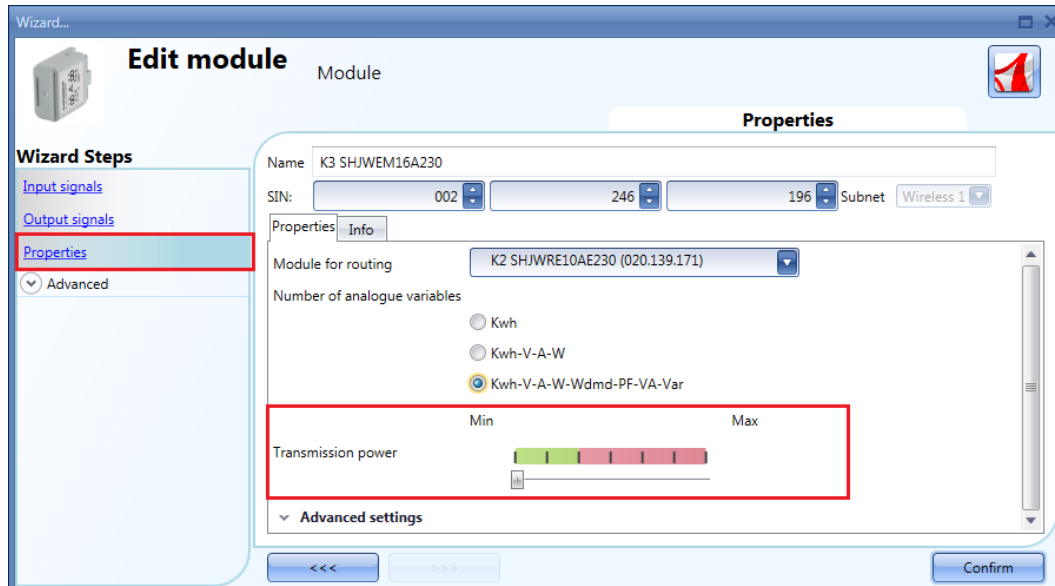 Wizard...
Edit module
Module
Properties
Wizard Steps
Input signals
Output signals
Properties
Advanced
Name K3 SHJWEM16A230
SIN: 002 246 196 Subnet Wireless 1
Properties Info
Module for routing K2 SHJWRE10AE230 (020.139.171)
Number of analogue variables
Kwh
Kwh-V-A-W
Kwh-V-A-W-Wdmd-PF-VA-Var
Min Max
Transmission power
Advanced settings
<<< >>> Confirm